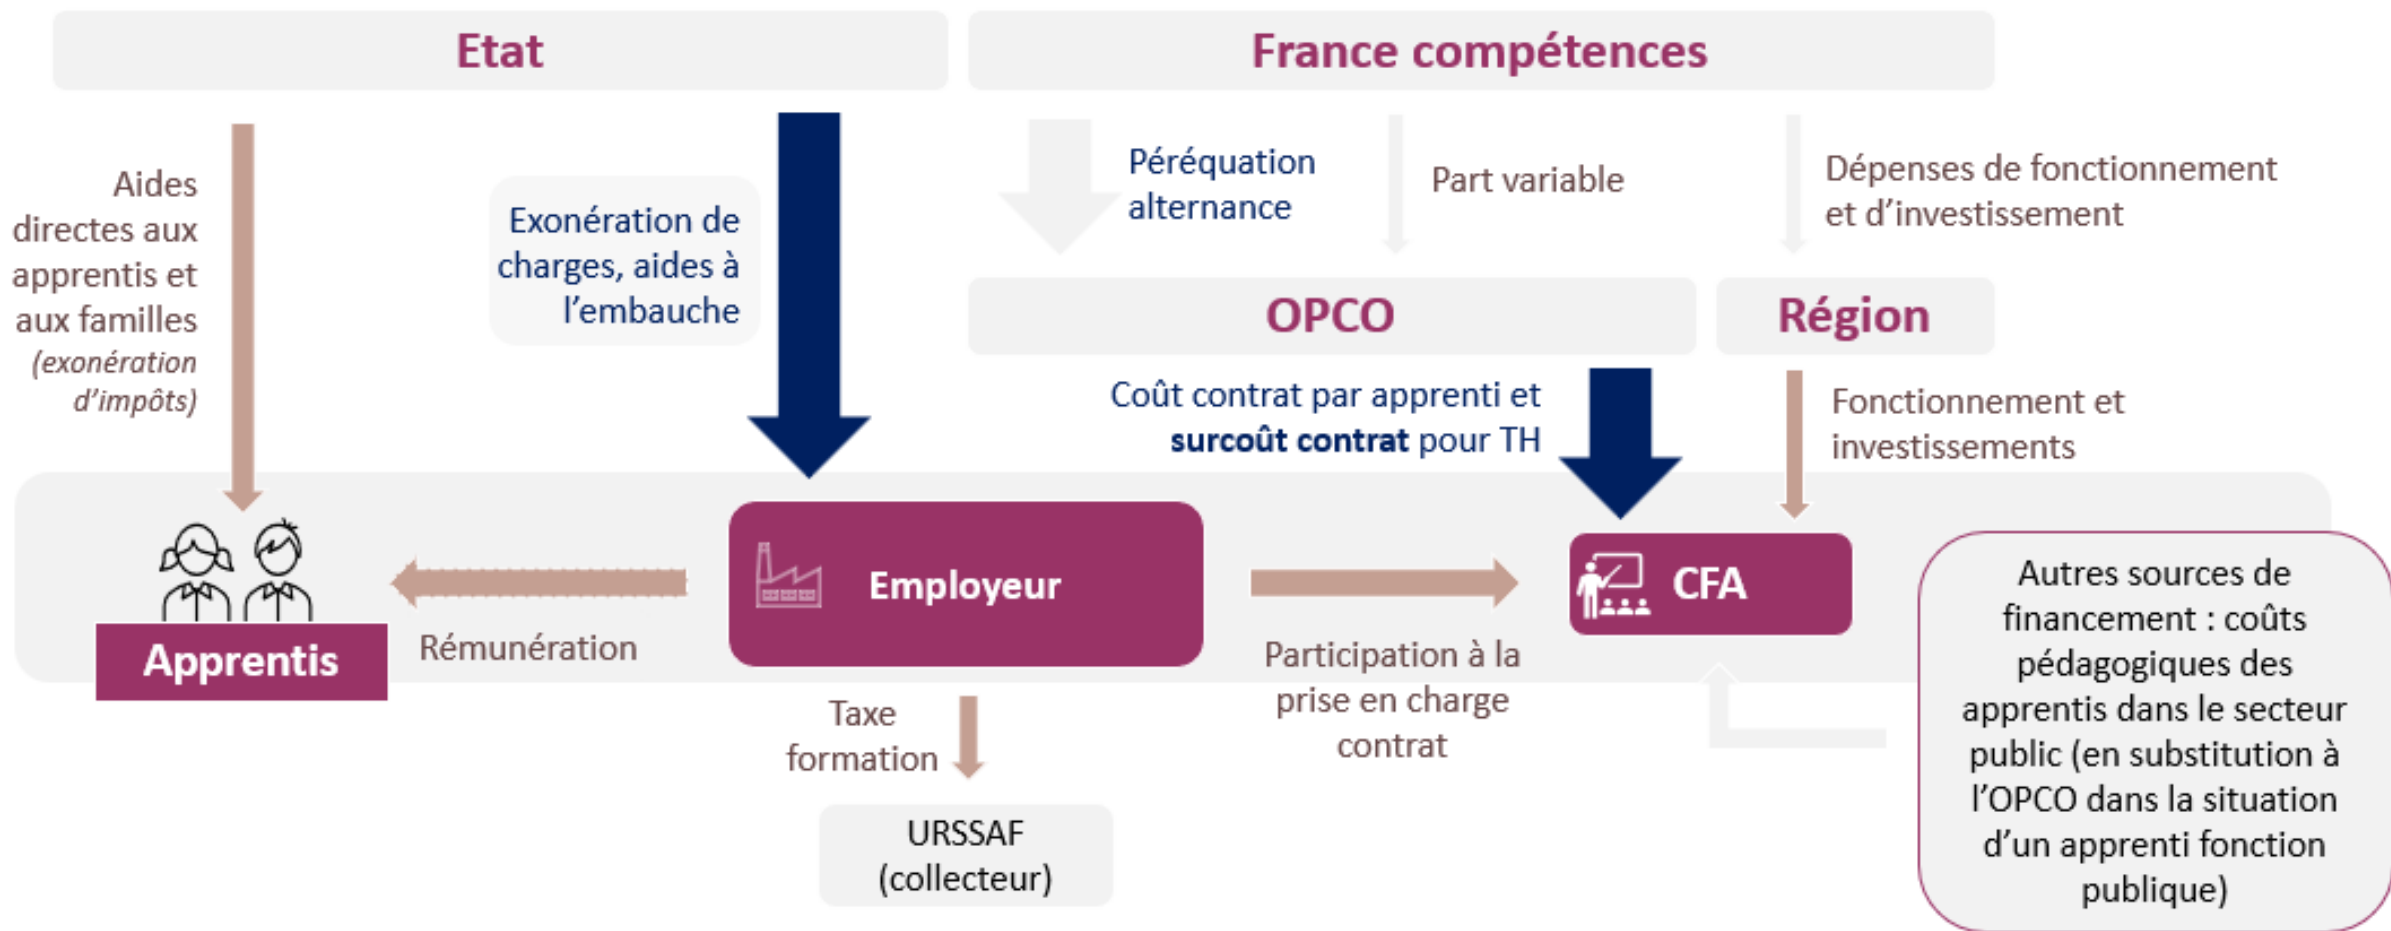 Etat
France compétences
Aides
directes aux
apprentis et
aux familles
(exonération
d’impôts)
Exonération de
charges, aides à
l’embauche
Péréquation
alternance
Part variable
Dépenses de fonctionnement
et d’investissement
OPCO
Région
Coût contrat par apprenti et
surcoût contrat pour TH
Fonctionnement et
investissements
Apprentis
Rémunération
Employeur
Participation à la
prise en charge
contrat
CFA
Taxe
formation
URSSAF
(collecteur)
Autres sources de
financement : coûts
pédagogiques des
apprentis dans le secteur
public (en substitution à
l’OPCO dans la situation
d’un apprenti fonction
publique)